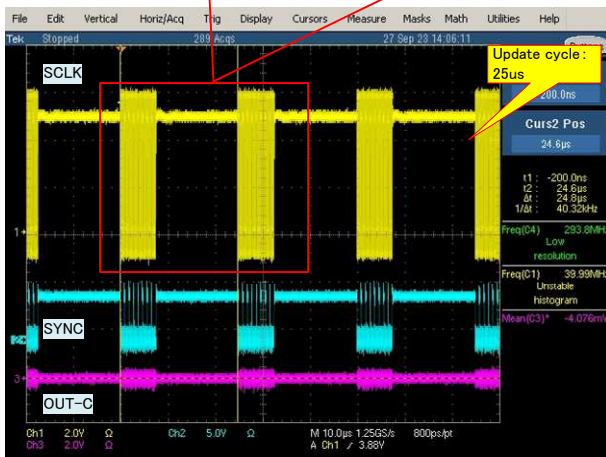 File Edit Vertical Horiz/Acq Trig Display Cursors Measure Masks Math Utilities Help
Tek Stopped 289 Acqs 27 Sep 23 14:06:11
Update cycle:
25us
SCLK
-200.0ns
Curs2 Pos
24.6µs
t1: -200.0ns
t2: 24.6µs
Δt: 24.8µs
1/Δt: 40.32kHz
1
Freq(C4) 293.8MHz
Low
resolution
Freq(C1) 39.99MHz
Unstable
histogram
Mean(C3)* -4.076mV
SYNC
3
OUT-C
Ch1 2.0V Ω Ch2 5.0V Ω M 10.0µs 1.25GS/s 800ps/pt
Ch3 2.0V Ω A Ch1 / 3.88V